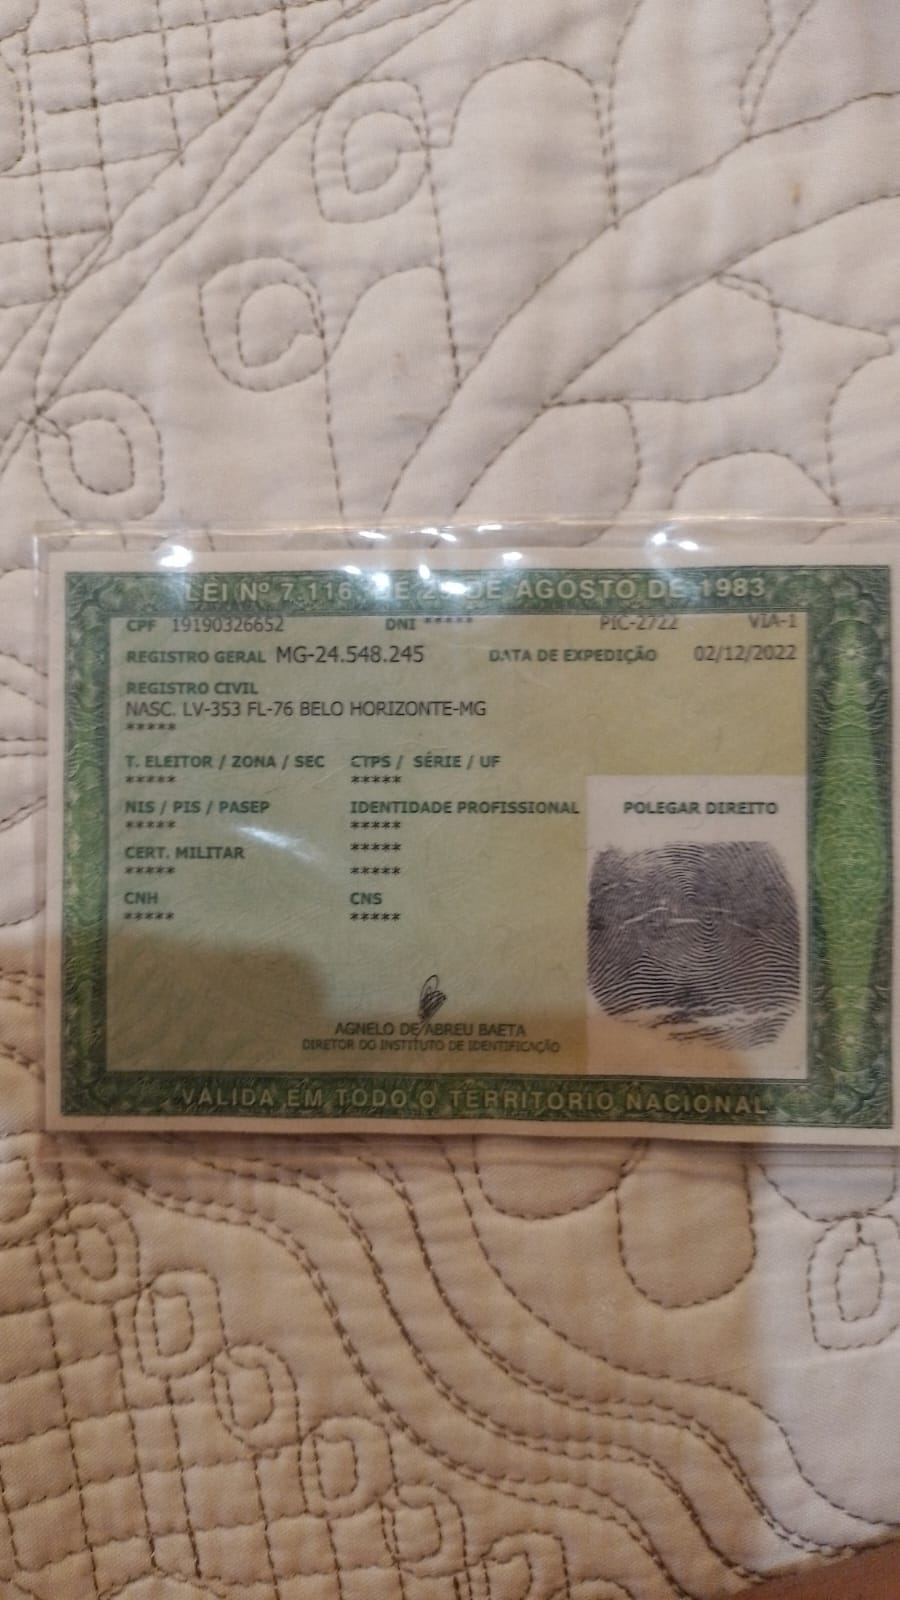 LEI Nº 7.116, DE 29 DE AGOSTO DE 1983
CPF 19190326652 DNI ***** PIC-2722 VIA-1
REGISTRO GERAL MG-24.548.245 DATA DE EXPEDIÇÃO 02/12/2022
REGISTRO CIVIL
NASC. LV-353 FL-76 BELO HORIZONTE-MG
*****
T. ELEITOR / ZONA / SEC CTPS / SÉRIE / UF
***** *****
NIS / PIS / PASEP IDENTIDADE PROFISSIONAL POLEGAR DIREITO
***** *****
*****
CERT. MILITAR
***** *****
CNH CNS
***** *****
AGNELO DE ABREU BAETA
DIRETOR DO INSTITUTO DE IDENTIFICAÇÃO
VALIDA EM TODO O TERRITORIO NACIONAL